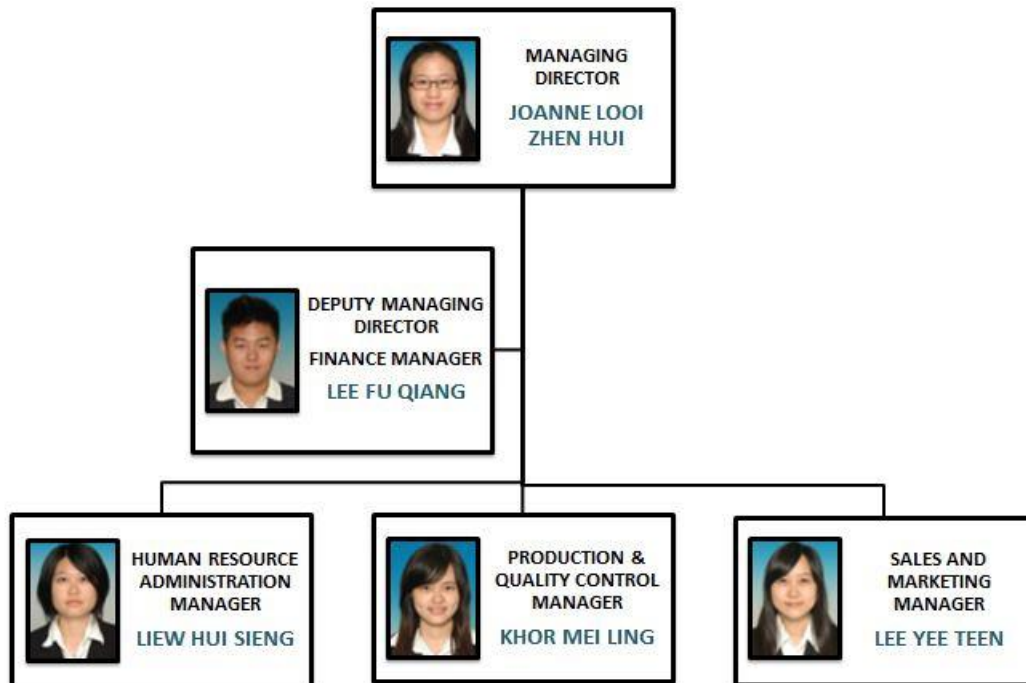 MANAGING
DIRECTOR
JOANNE LOOI
ZHEN HUI
DEPUTY MANAGING
DIRECTOR
FINANCE MANAGER
LEE FU QIANG
HUMAN RESOURCE
ADMINISTRATION
MANAGER
LIEW HUI SIENG
PRODUCTION &
QUALITY CONTROL
MANAGER
KHOR MEI LING
SALES AND
MARKETING
MANAGER
LEE YEE TEEN